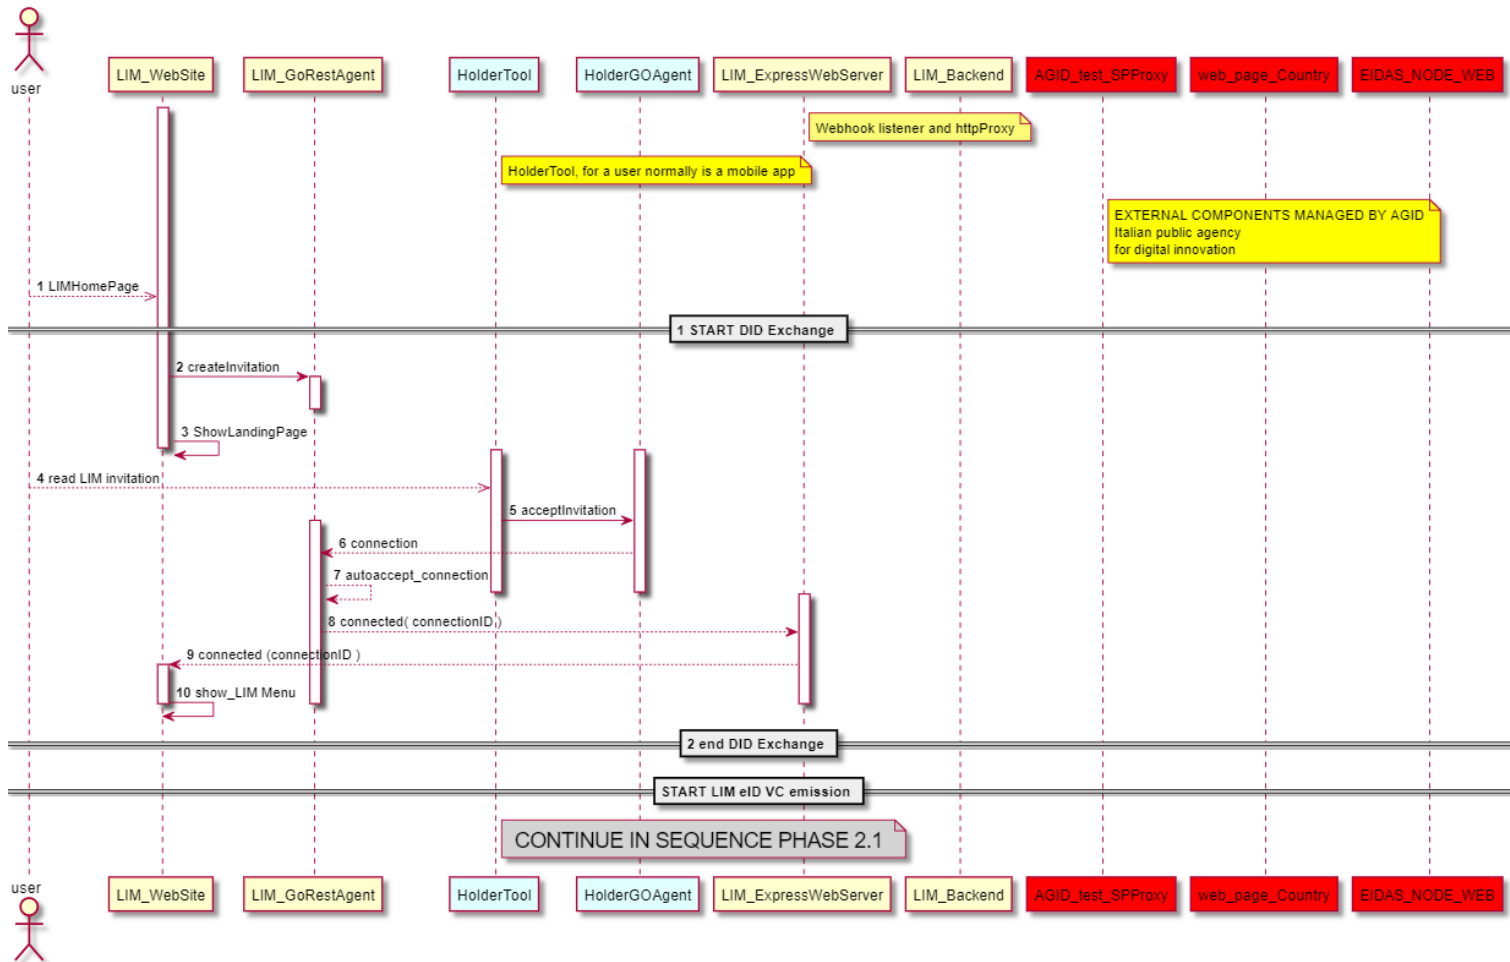 user
LIM_WebSite
LIM_GoRestAgent
HolderTool
HolderGOAgent
LIM_ExpressWebServer
LIM_Backend
AGID_test_SPProxy
web_page_Country
EIDAS_NODE_WEB
Webhook listener and httpProxy
HolderTool, for a user normally is a mobile app
EXTERNAL COMPONENTS MANAGED BY AGID
Italian public agency
for digital innovation
1 LIMHomePage
1 START DID Exchange
2 createInvitation
3 ShowLandingPage
4 read LIM invitation
5 acceptInvitation
6 connection
7 autoaccept_connection
8 connected( connectionID )
9 connected (connectionID )
10 show_LIM Menu
2 end DID Exchange
START LIM eID VC emission
CONTINUE IN SEQUENCE PHASE 2.1
user
LIM_WebSite
LIM_GoRestAgent
HolderTool
HolderGOAgent
LIM_ExpressWebServer
LIM_Backend
AGID_test_SPProxy
web_page_Country
EIDAS_NODE_WEB